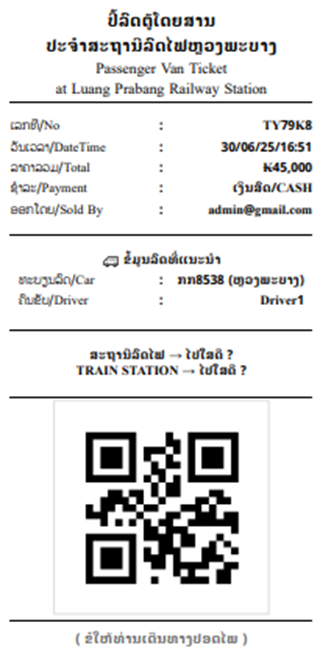 ປີ້ລົດຕູ້ໂດຍສານ
ປະຈຳສະຖານີລົດໄຟຫຼວງພະບາງ
Passenger Van Ticket
at Luang Prabang Railway Station
ເລກທີ/No : TY79K8
ວັນເວລາ/DateTime : 30/06/25/16:51
ລາຄາລວມ/Total : ₭45,000
ຊຳລະ/Payment : ເງິນສົດ/CASH
ອອກໂດຍ/Sold By : admin@gmail.com
ຂໍ້ມູນລົດທີ່ແນະນຳ
ທະບຽນລົດ/Car : ກກ8538 (ຫຼວງພະບາງ)
ຄົນຂັບ/Driver : Driver1
ສະຖານີລົດໄຟ → ໄປໃສດີ ?
TRAIN STATION → ໄປໃສດີ ?
( ຂໍໃຫ້ທ່ານເດີນທາງປອດໄພ )